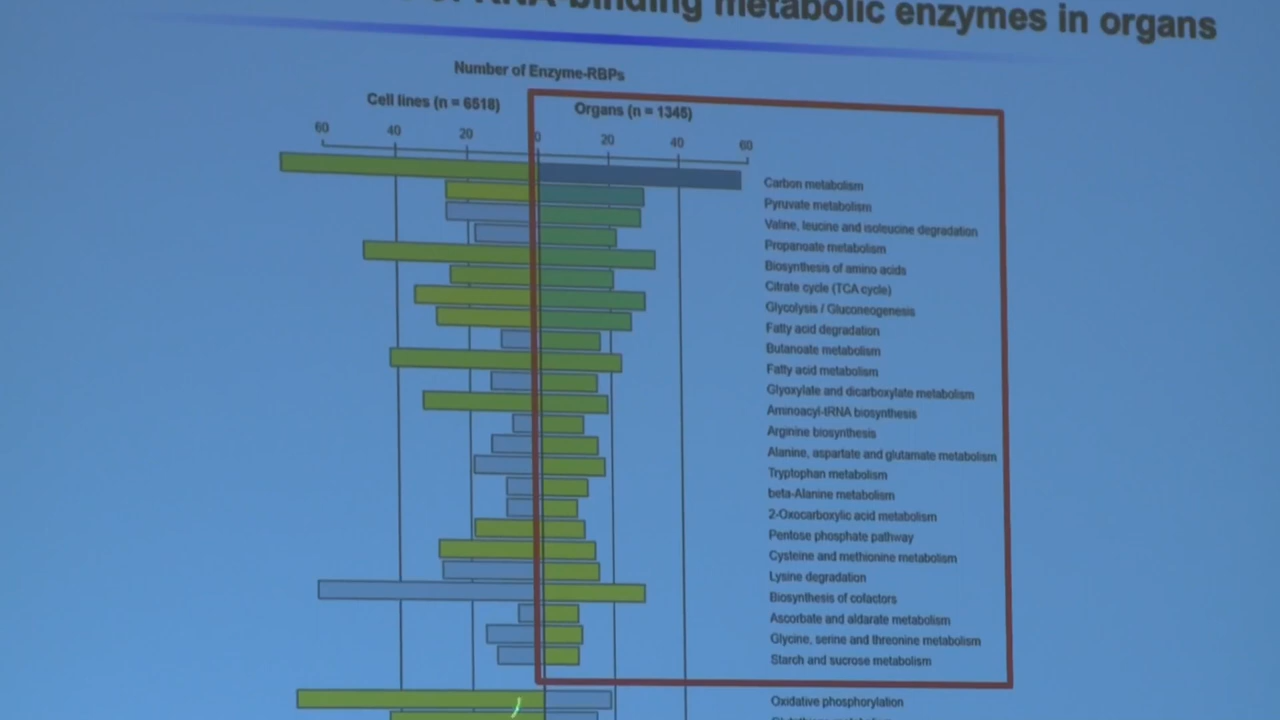 RNA-binding metabolic enzymes in organs
Number of Enzyme-RBPs
Cell lines (n = 6518)
Organs (n = 1345)
60 40 20 0 20 40 60
Carbon metabolism
Pyruvate metabolism
Valine, leucine and isoleucine degradation
Propanoate metabolism
Biosynthesis of amino acids
Citrate cycle (TCA cycle)
Glycolysis / Gluconeogenesis
Fatty acid degradation
Butanoate metabolism
Fatty acid metabolism
Glyoxylate and dicarboxylate metabolism
Aminoacyl-tRNA biosynthesis
Arginine biosynthesis
Alanine, aspartate and glutamate metabolism
Tryptophan metabolism
beta-Alanine metabolism
2-Oxocarboxylic acid metabolism
Pentose phosphate pathway
Cysteine and methionine metabolism
Lysine degradation
Biosynthesis of cofactors
Ascorbate and aldarate metabolism
Glycine, serine and threonine metabolism
Starch and sucrose metabolism
Oxidative phosphorylation